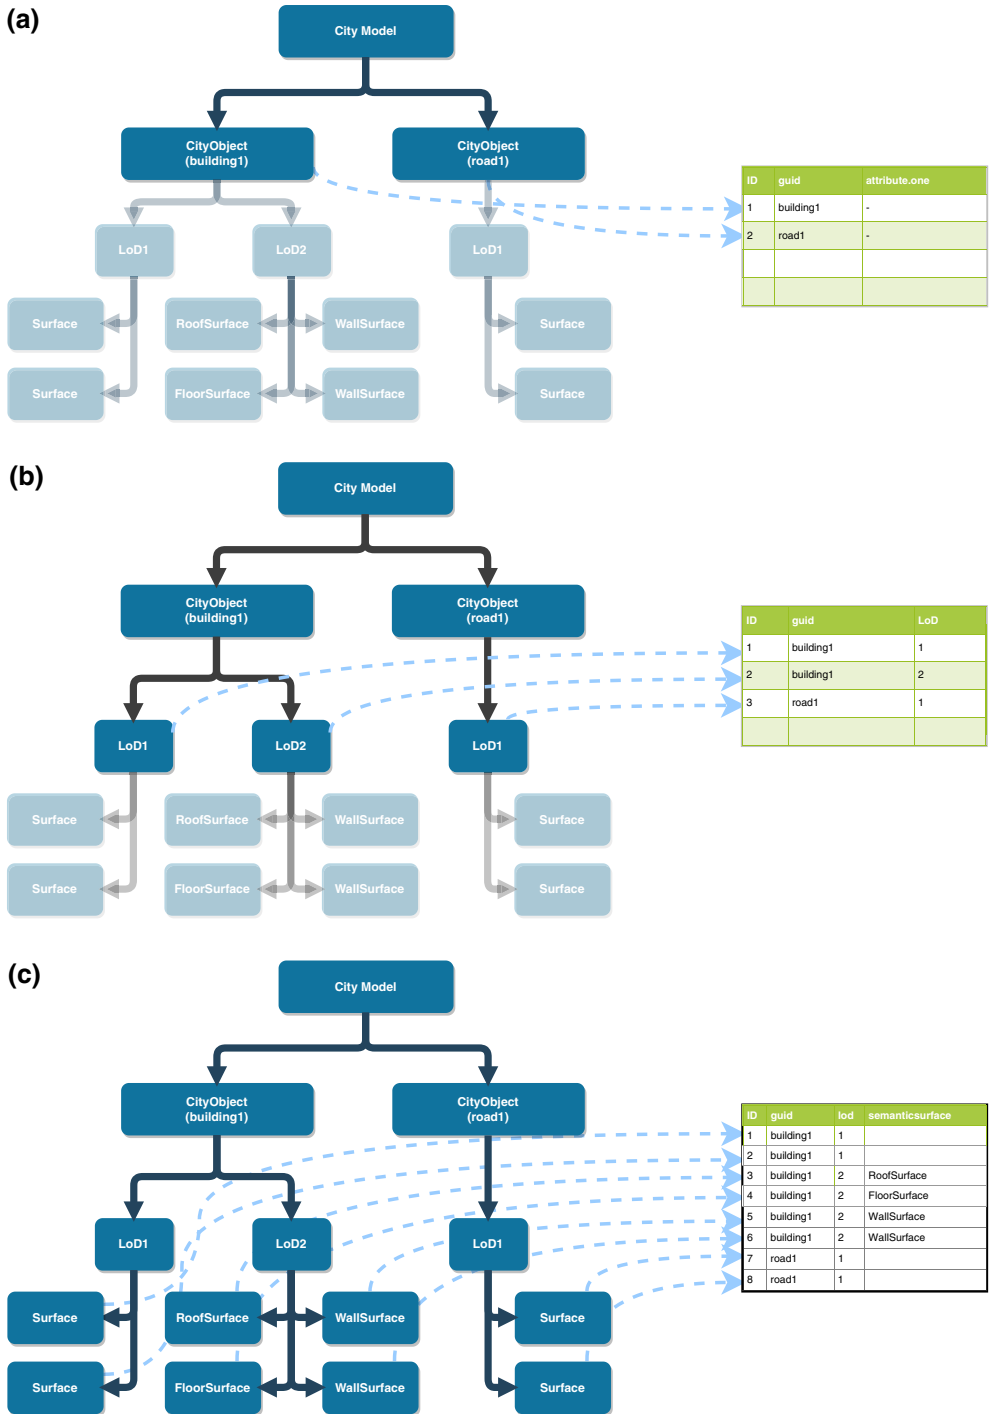 (a)
City Model
CityObject
(building1)
CityObject
(road1)
LoD1
LoD2
LoD1
Surface
RoofSurface
WallSurface
Surface
Surface
FloorSurface
WallSurface
Surface
ID guid attribute.one
1 building1 -
2 road1 -
(b)
City Model
CityObject
(building1)
CityObject
(road1)
LoD1
LoD2
LoD1
Surface
RoofSurface
WallSurface
Surface
Surface
FloorSurface
WallSurface
Surface
ID guid LoD
1 building1 1
2 building1 2
3 road1 1
(c)
City Model
CityObject
(building1)
CityObject
(road1)
LoD1
LoD2
LoD1
Surface
RoofSurface
WallSurface
Surface
Surface
FloorSurface
WallSurface
Surface
ID guid lod semanticsurface
1 building1 1
2 building1 1
3 building1 2 RoofSurface
4 building1 2 FloorSurface
5 building1 2 WallSurface
6 building1 2 WallSurface
7 road1 1
8 road1 1